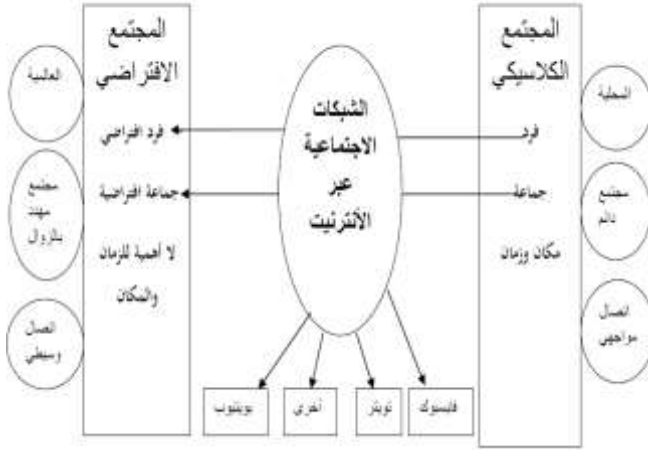 المجتمع
الكلاسيكي
فرد
جماعة
مكان وزمان
المحلية
مجتمع
دائم
اتصال
مواجهي
الشبكات
الاجتماعية
عبر
الأنترنيت
فايسبوك
تويتر
أخرى
يوتيوب
المجتمع
الافتراضي
فرد افتراضي
جماعة افتراضية
لا أهمية للزمان
والمكان
العالمية
مجتمع
مهدد
بالزوال
اتصال
وسيطي